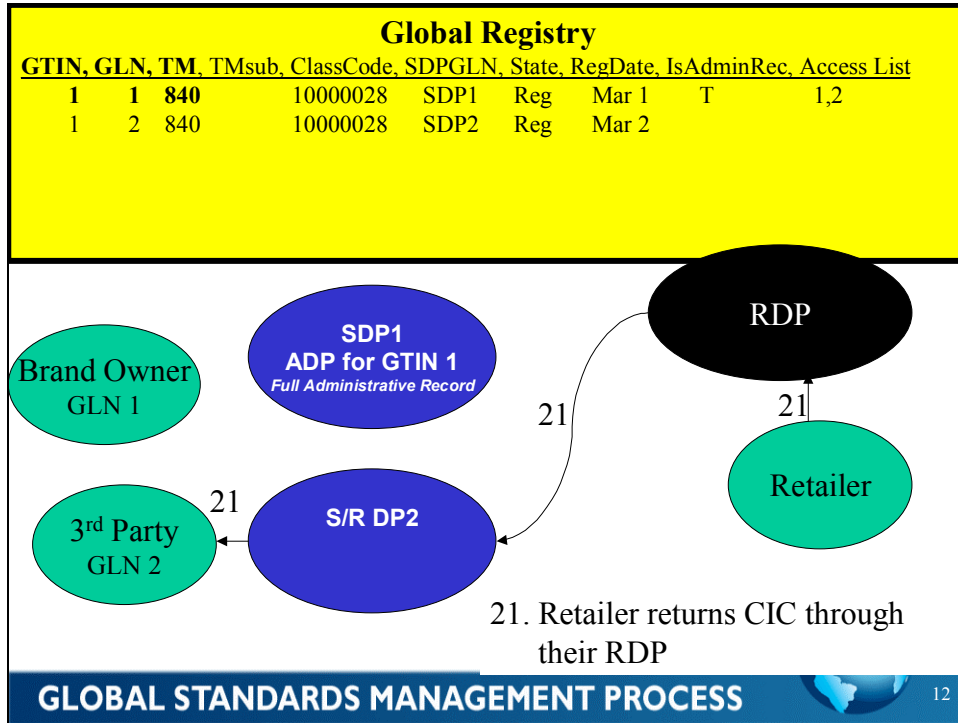 Global Registry
GTIN, GLN, TM, TMsub, ClassCode, SDPGLN, State, RegDate, IsAdminRec, Access List
1 1 840 10000028 SDP1 Reg Mar 1 T 1,2
1 2 840 10000028 SDP2 Reg Mar 2
RDP
SDP1
ADP for GTIN 1
Full Administrative Record
Brand Owner
GLN 1
21
21
Retailer
21
S/R DP2
3rd Party
GLN 2
21. Retailer returns CIC through
their RDP
GLOBAL STANDARDS MANAGEMENT PROCESS
12